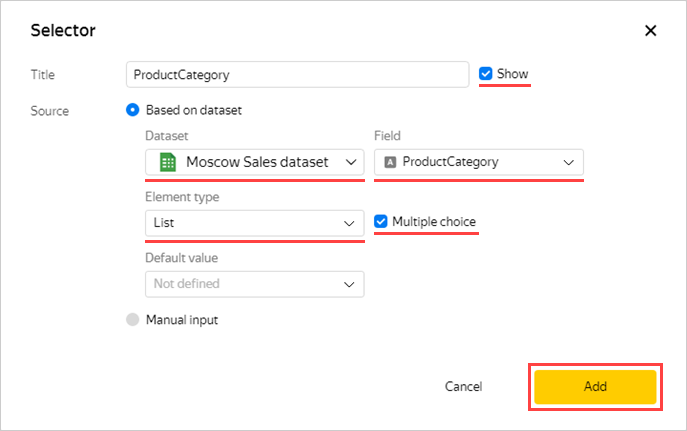 Selector
Title
ProductCategory
Show
Source
Based on dataset
Dataset
Field
Moscow Sales dataset
A
ProductCategory
Element type
List
Multiple choice
Default value
Not defined
Manual input
Cancel
Add